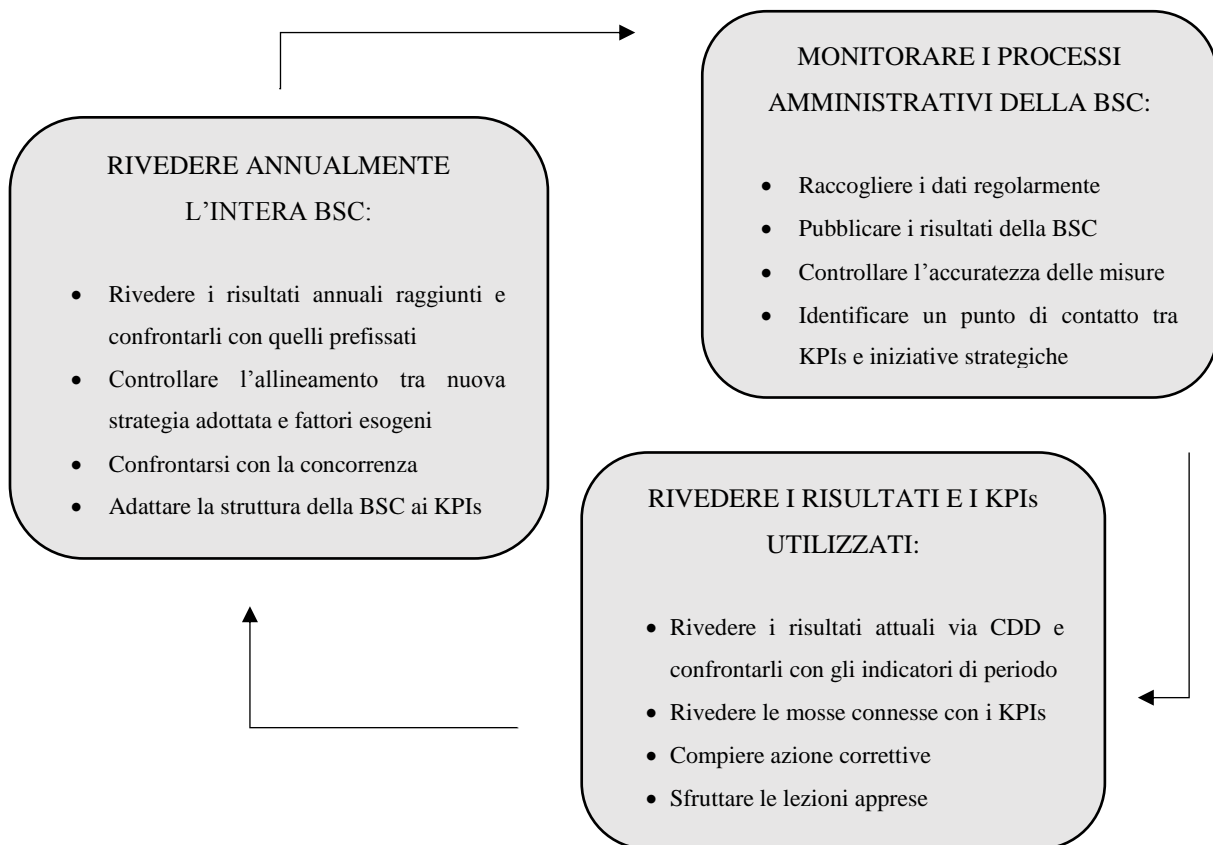 RIVEDERE ANNUALMENTE
L’INTERA BSC:
• Rivedere i risultati annuali raggiunti e
confrontarli con quelli prefissati
• Controllare l’allineamento tra nuova
strategia adottata e fattori esogeni
• Confrontarsi con la concorrenza
• Adattare la struttura della BSC ai KPIs
MONITORARE I PROCESSI
AMMINISTRATIVI DELLA BSC:
• Raccogliere i dati regolarmente
• Pubblicare i risultati della BSC
• Controllare l’accuratezza delle misure
• Identificare un punto di contatto tra
KPIs e iniziative strategiche
RIVEDERE I RISULTATI E I KPIs
UTILIZZATI:
• Rivedere i risultati attuali via CDD e
confrontarli con gli indicatori di periodo
• Rivedere le mosse connesse con i KPIs
• Compiere azione correttive
• Sfruttare le lezioni apprese